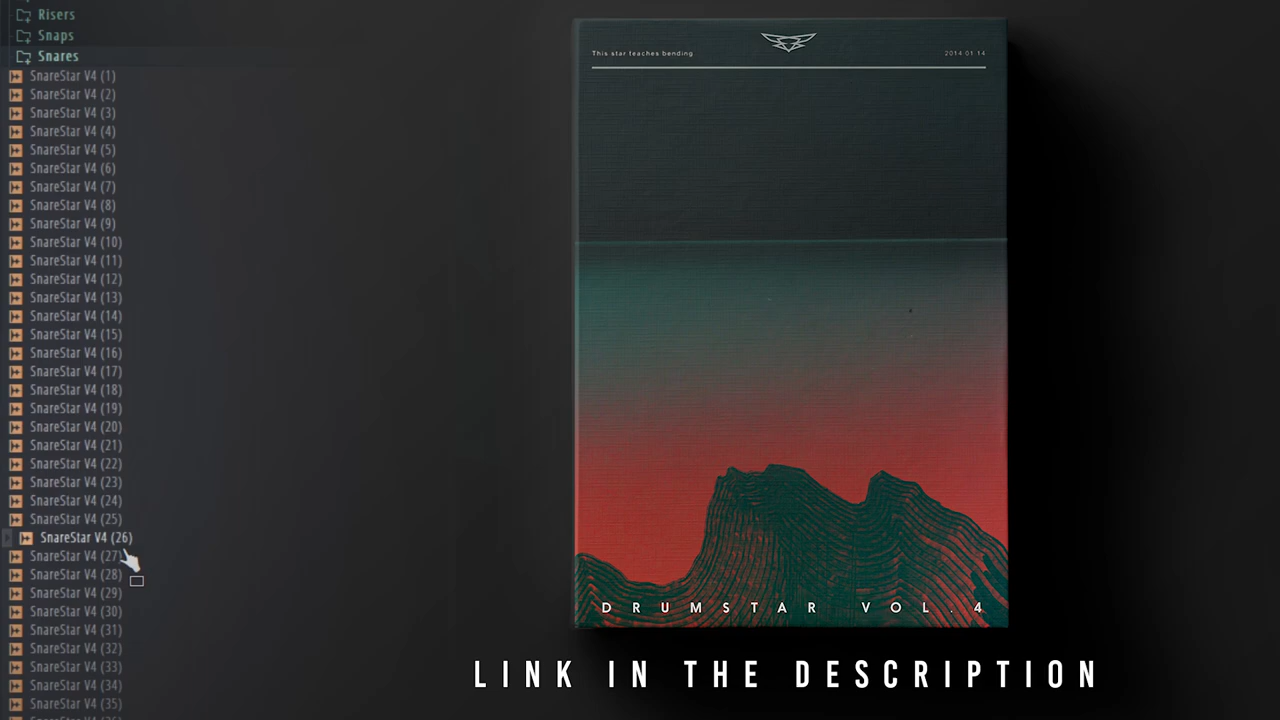 Risers
Snaps
Snares
SnareStar V4 (1)
SnareStar V4 (2)
SnareStar V4 (3)
SnareStar V4 (4)
SnareStar V4 (5)
SnareStar V4 (6)
SnareStar V4 (7)
SnareStar V4 (8)
SnareStar V4 (9)
SnareStar V4 (10)
SnareStar V4 (11)
SnareStar V4 (12)
SnareStar V4 (13)
SnareStar V4 (14)
SnareStar V4 (15)
SnareStar V4 (16)
SnareStar V4 (17)
SnareStar V4 (18)
SnareStar V4 (19)
SnareStar V4 (20)
SnareStar V4 (21)
SnareStar V4 (22)
SnareStar V4 (23)
SnareStar V4 (24)
SnareStar V4 (25)
SnareStar V4 (26)
SnareStar V4 (27)
SnareStar V4 (28)
SnareStar V4 (29)
SnareStar V4 (30)
SnareStar V4 (31)
SnareStar V4 (32)
SnareStar V4 (33)
SnareStar V4 (34)
SnareStar V4 (35)
This star teaches bending
2014 01 14
DRUMSTAR VOL.4
LINK IN THE DESCRIPTION